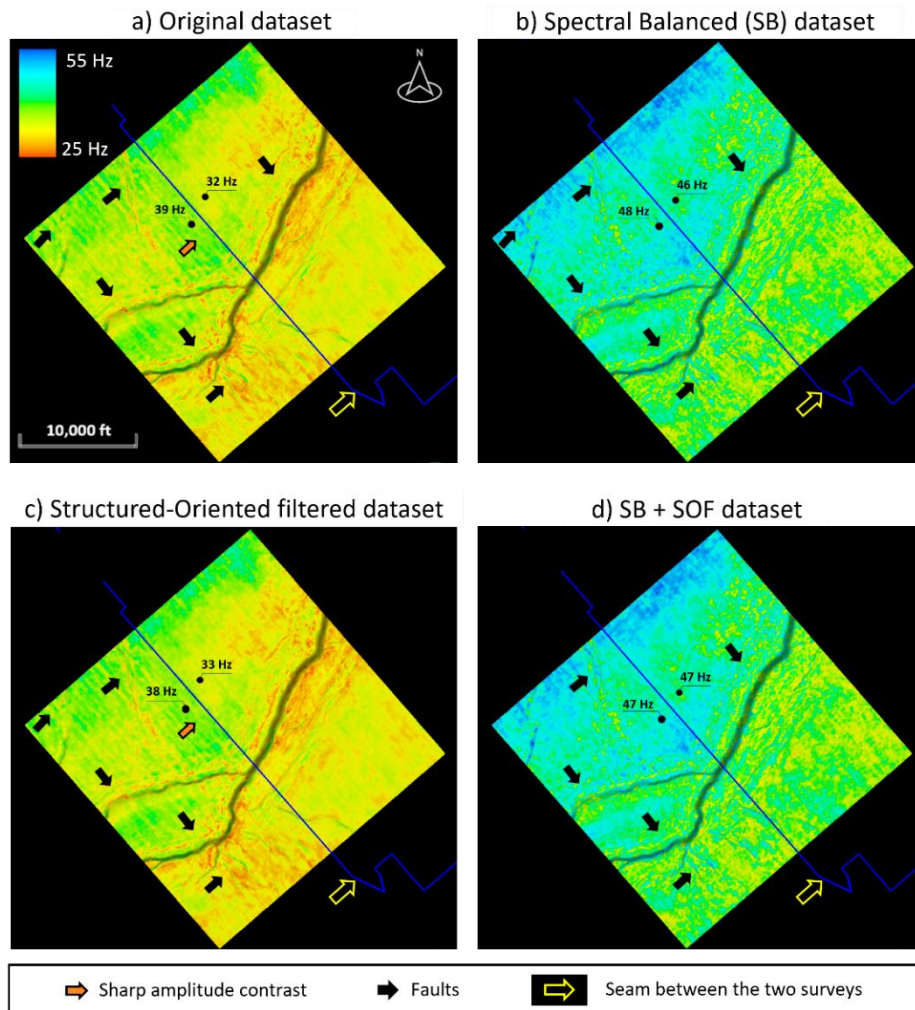 a) Original dataset
b) Spectral Balanced (SB) dataset
55 Hz
25 Hz
N
32 Hz
39 Hz
10,000 ft
46 Hz
48 Hz
c) Structured-Oriented filtered dataset
d) SB + SOF dataset
33 Hz
38 Hz
47 Hz
47 Hz
Sharp amplitude contrast
Faults
Seam between the two surveys